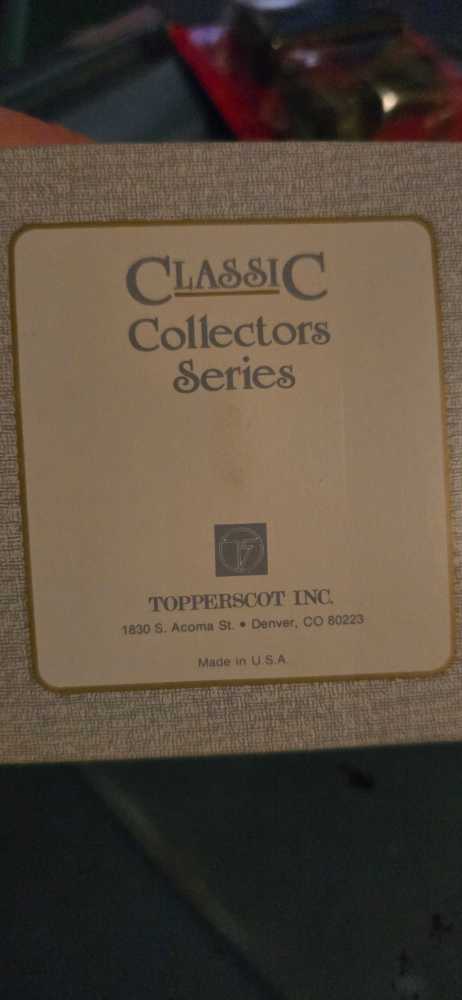 CLASSIC
Collectors
Series
TOPPERSCOT INC.
1830 S. Acoma St. • Denver, CO 80223
Made in U.S.A.